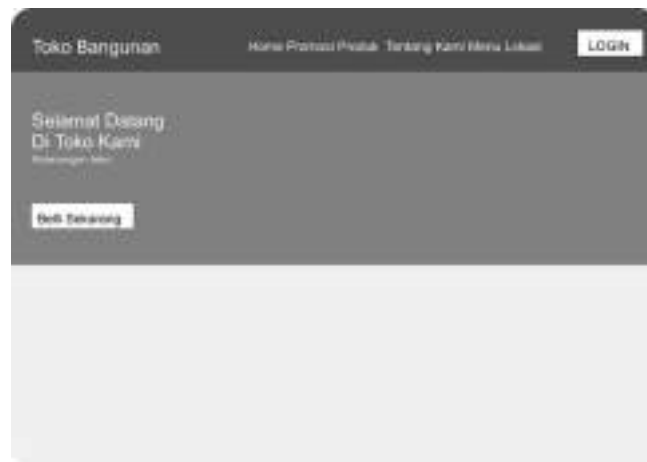 Toko Bangunan
Home Promosi Produk Tentang Kami Menu Lokasi
LOGIN
Selamat Datang
Di Toko Kami
Beli Sekarang